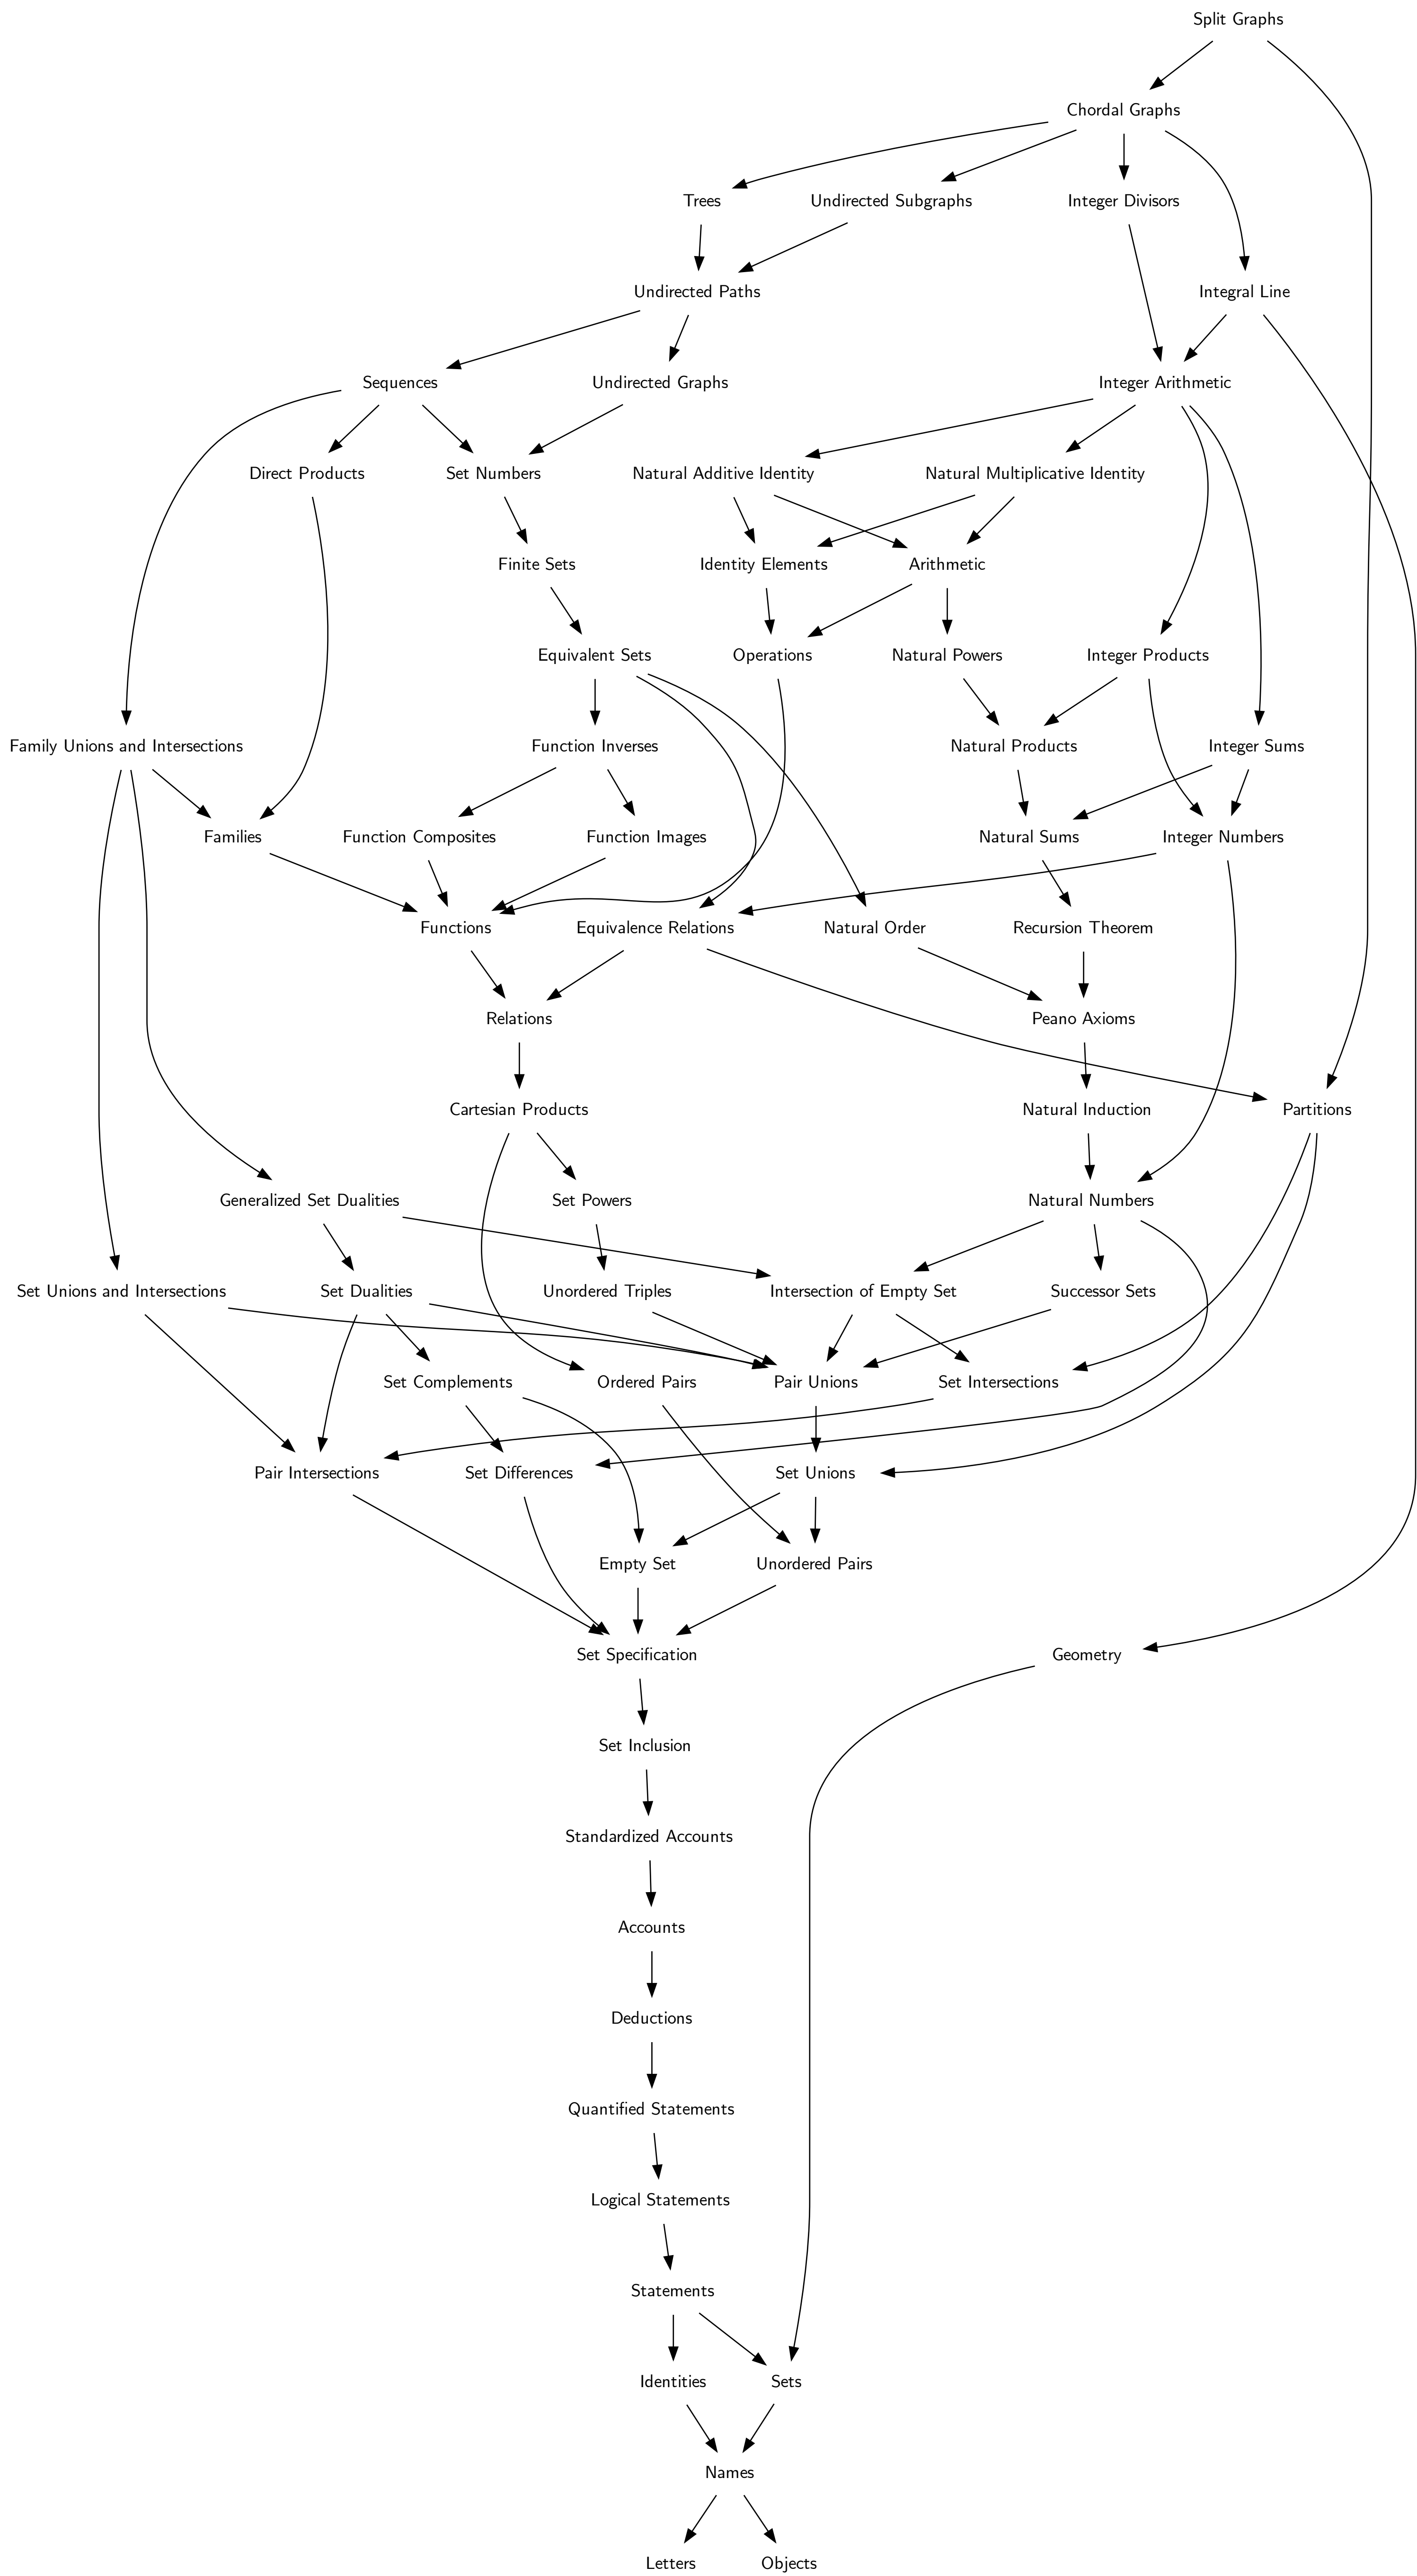 Split Graphs
Chordal Graphs
Trees
Undirected Subgraphs
Integer Divisors
Undirected Paths
Integral Line
Sequences
Undirected Graphs
Integer Arithmetic
Direct Products
Set Numbers
Natural Additive Identity
Natural Multiplicative Identity
Finite Sets
Identity Elements
Arithmetic
Equivalent Sets
Operations
Natural Powers
Integer Products
Family Unions and Intersections
Function Inverses
Natural Products
Integer Sums
Families
Function Composites
Function Images
Natural Sums
Integer Numbers
Functions
Equivalence Relations
Natural Order
Recursion Theorem
Relations
Peano Axioms
Cartesian Products
Natural Induction
Partitions
Generalized Set Dualities
Set Powers
Natural Numbers
Set Unions and Intersections
Set Dualities
Unordered Triples
Intersection of Empty Set
Successor Sets
Set Complements
Ordered Pairs
Pair Unions
Set Intersections
Pair Intersections
Set Differences
Set Unions
Empty Set
Unordered Pairs
Set Specification
Geometry
Set Inclusion
Standardized Accounts
Accounts
Deductions
Quantified Statements
Logical Statements
Statements
Identities
Sets
Names
Letters
Objects